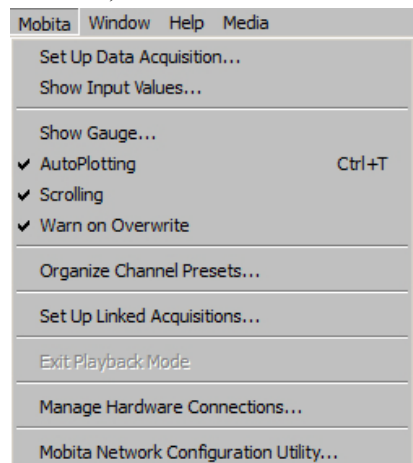 Mobita Window Help Media
Set Up Data Acquisition...
Show Input Values...
Show Gauge...
AutoPlotting Ctrl+T
Scrolling
Warn on Overwrite
Organize Channel Presets...
Set Up Linked Acquisitions...
Exit Playback Mode
Manage Hardware Connections...
Mobita Network Configuration Utility...